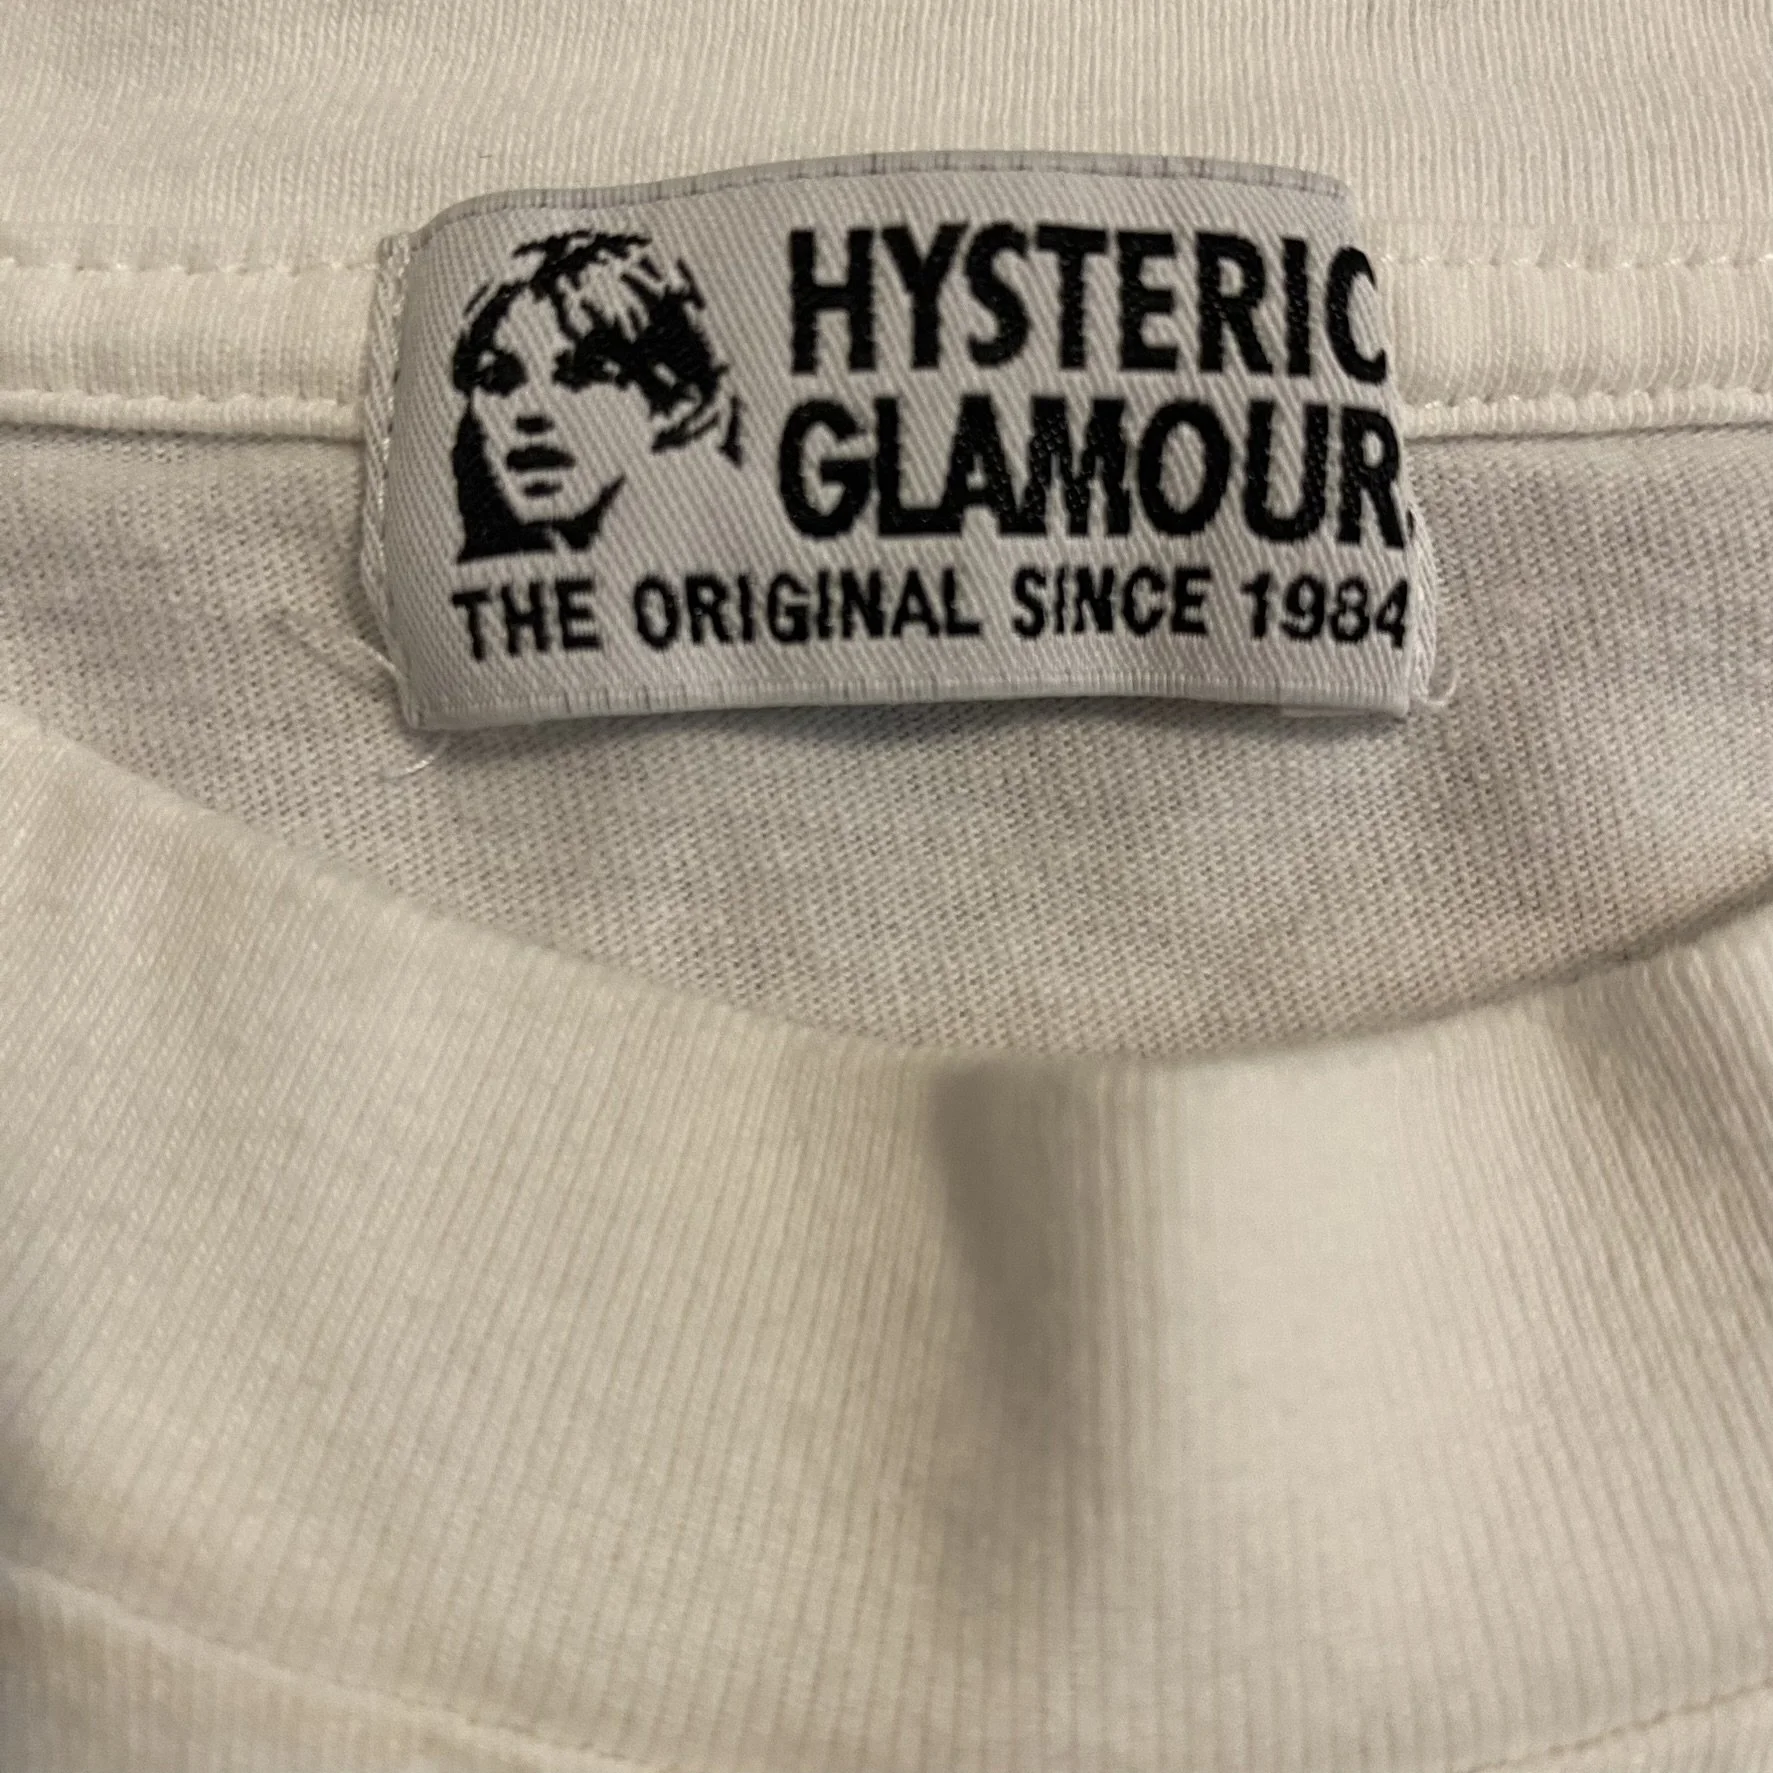 HYSTERIC
GLAMOUR
THE ORIGINAL SINCE 1984